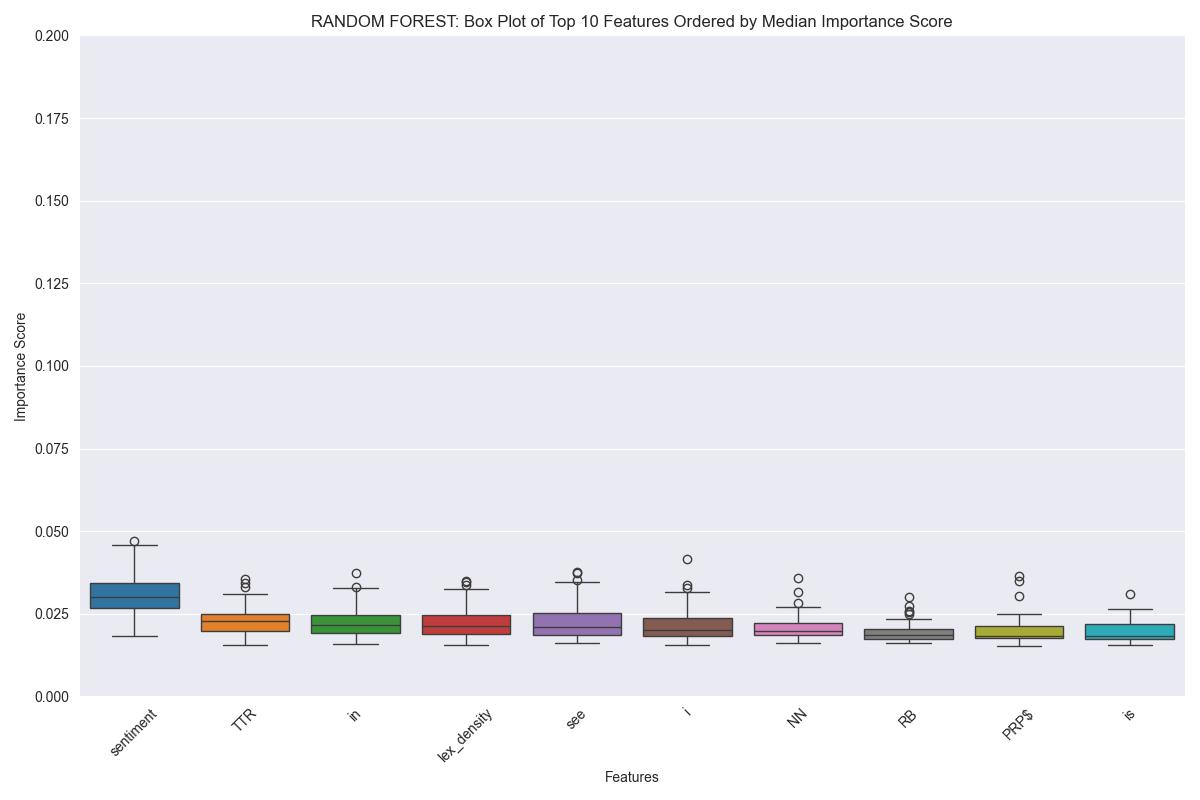 RANDOM FOREST: Box Plot of Top 10 Features Ordered by Median Importance Score
0.200
0.175
0.150
0.125
0.100
0.075
0.050
0.025
0.000
Importance Score
sentiment
TTR
in
lex_density
see
i
NN
RB
PRP$
is
Features